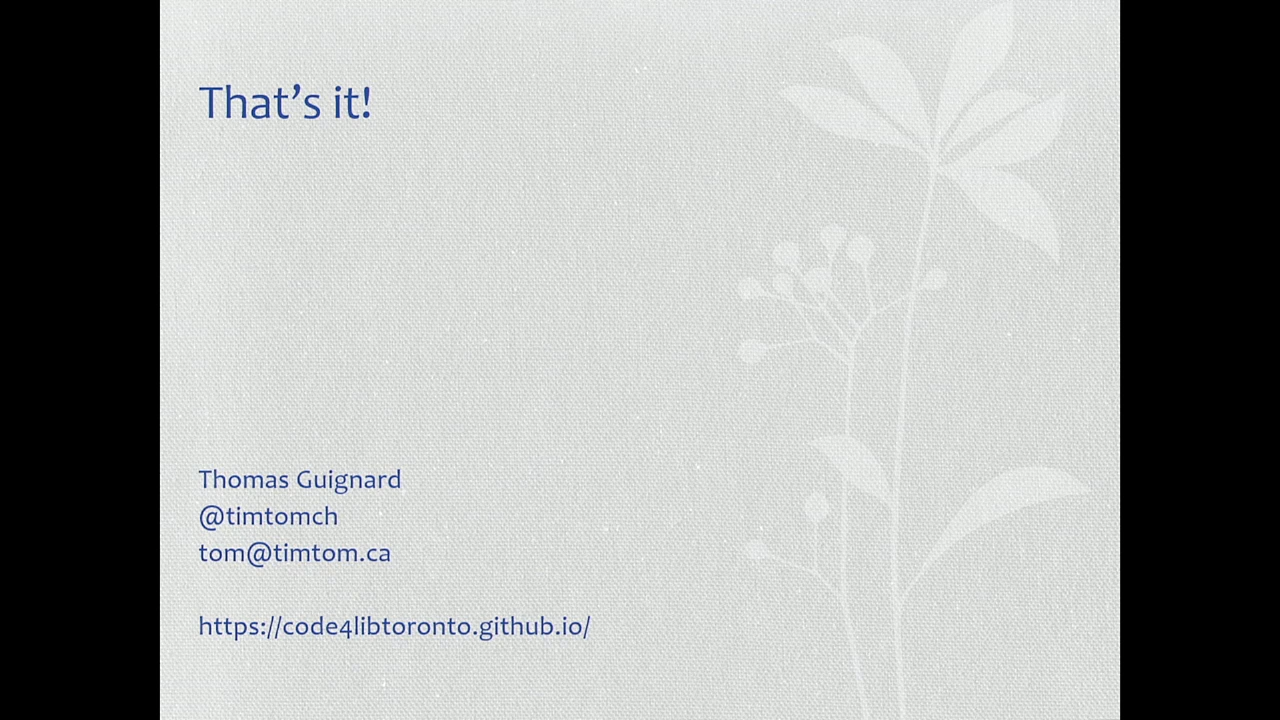 That’s it!
Thomas Guignard
@timtomch
tom@timtom.ca
https://code4libtoronto.github.io/